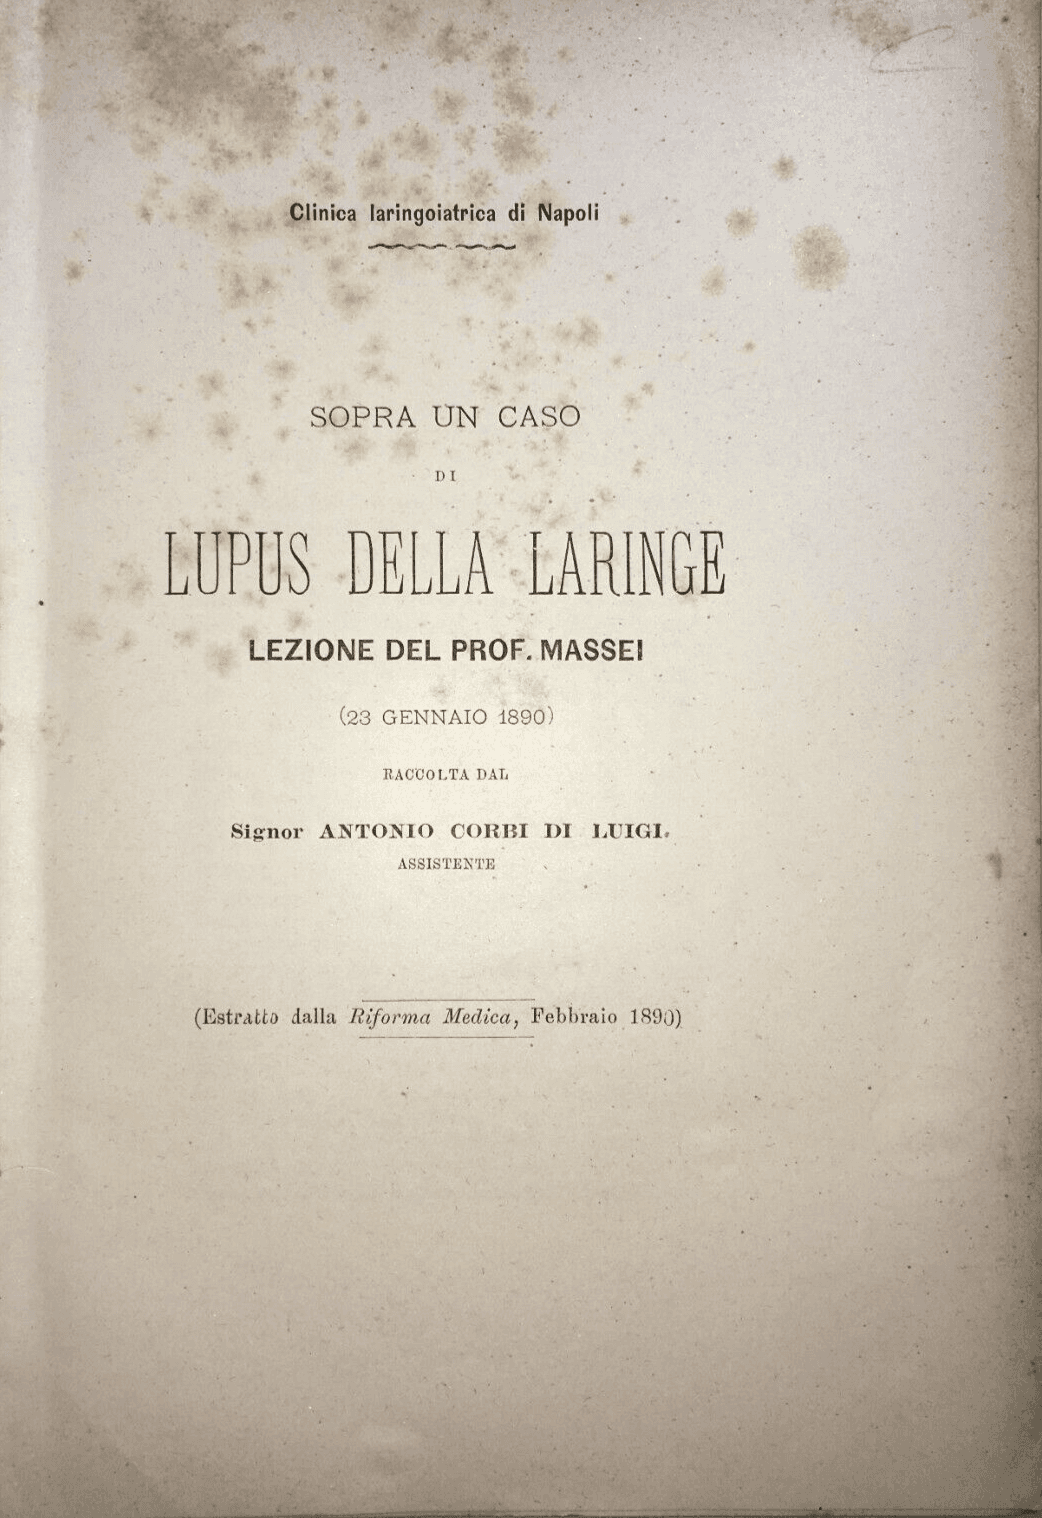 Clinica laringoiatrica di Napoli
SOPRA UN CASO
DI
LUPUS DELLA LARINGE
LEZIONE DEL PROF. MASSEI
(23 GENNAIO 1890)
RACCOLTA DAL
Signor ANTONIO CORBI DI LUIGI.
ASSISTENTE
(Estratto dalla Riforma Medica, Febbraio 1890)